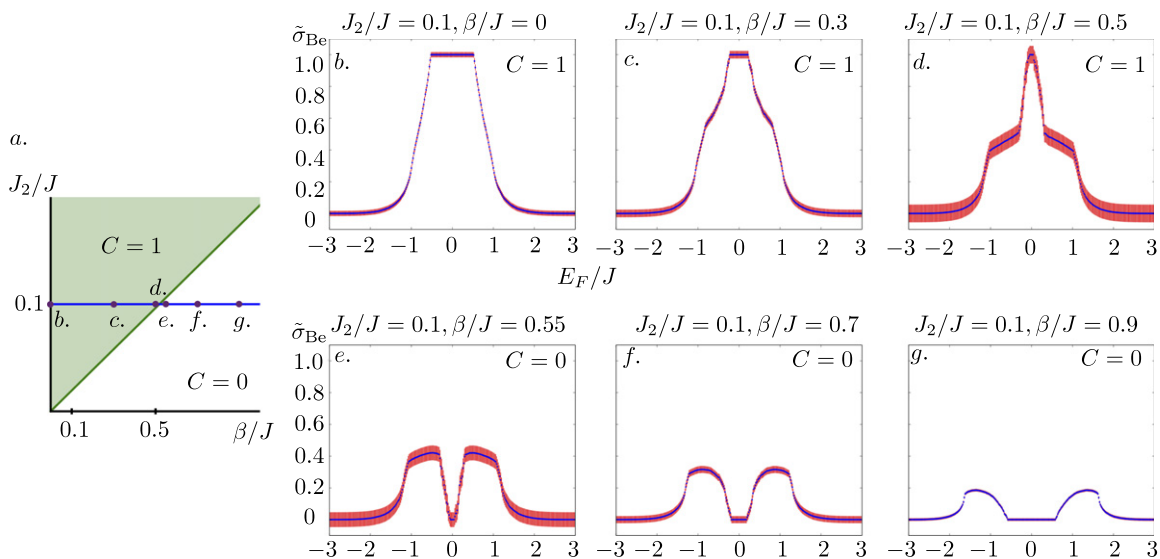 a.
J₂/J
C = 1
0.1
b.
c.
d.
e.
f.
g.
C = 0
0.1
0.5
β/J
J₂/J = 0.1, β/J = 0
σ̃_Be
b.
C = 1
1.0
0.8
0.6
0.4
0.2
0
−3 −2 −1 0 1 2 3
J₂/J = 0.1, β/J = 0.3
c.
C = 1
−3 −2 −1 0 1 2 3
E_F/J
J₂/J = 0.1, β/J = 0.5
d.
C = 1
−3 −2 −1 0 1 2 3
J₂/J = 0.1, β/J = 0.55
σ̃_Be
e.
C = 0
1.0
0.8
0.6
0.4
0.2
0
−3 −2 −1 0 1 2 3
J₂/J = 0.1, β/J = 0.7
f.
C = 0
−3 −2 −1 0 1 2 3
J₂/J = 0.1, β/J = 0.9
g.
C = 0
−3 −2 −1 0 1 2 3